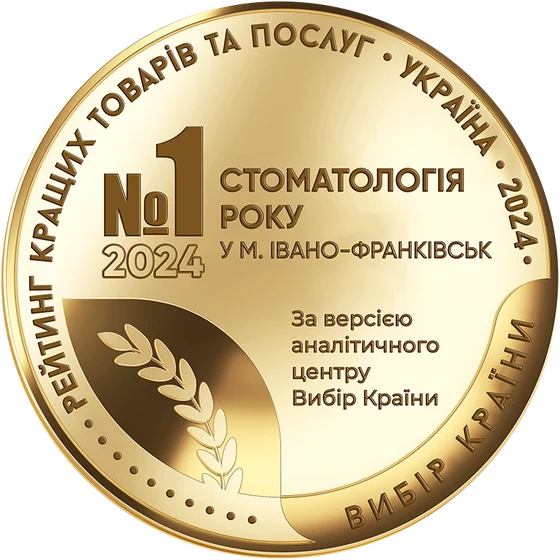 • РЕЙТИНГ КРАЩИХ ТОВАРІВ ТА ПОСЛУГ • УКРАЇНА • 2024 •
№1
2024
СТОМАТОЛОГІЯ
РОКУ
У М. ІВАНО-ФРАНКІВСЬК
За версією
аналітичного
центру
Вибір Країни
ВИБІР КРАЇНИ